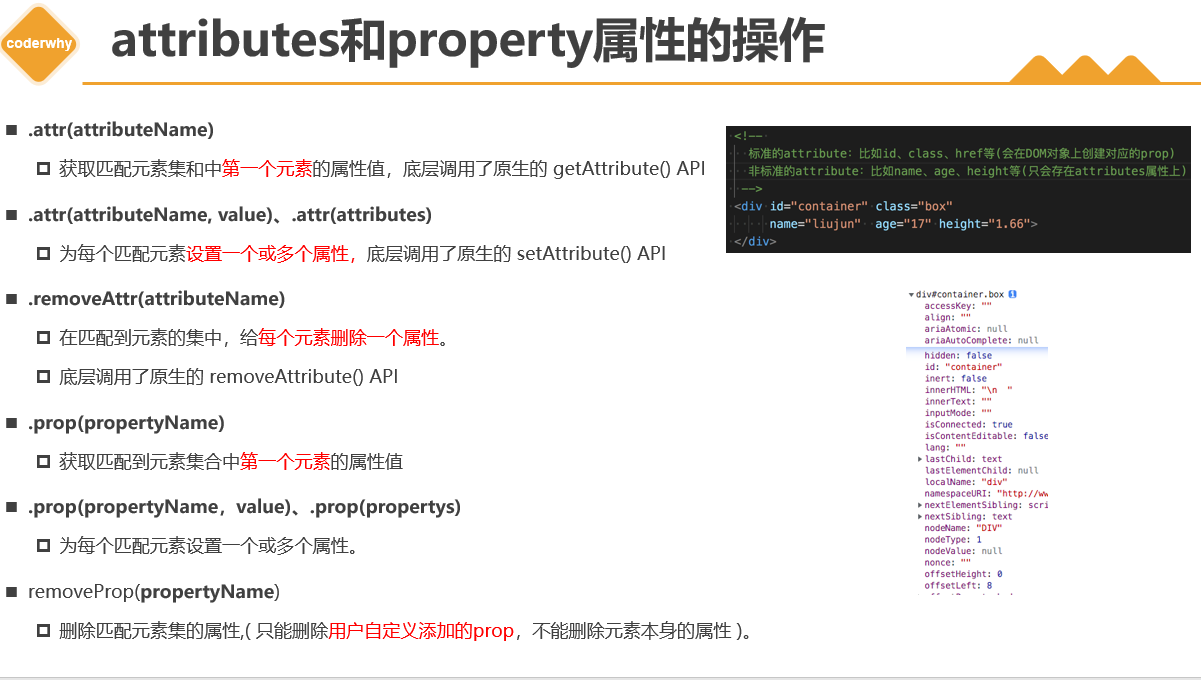 coderwhy
attributes和property属性的操作
.attr(attributeName)
获取匹配元素集和中第一个元素的属性值，底层调用了原生的 getAttribute() API
.attr(attributeName, value)、.attr(attributes)
为每个匹配元素设置一个或多个属性，底层调用了原生的 setAttribute() API
.removeAttr(attributeName)
在匹配到元素的集中，给每个元素删除一个属性。
底层调用了原生的 removeAttribute() API
.prop(propertyName)
获取匹配到元素集合中第一个元素的属性值
.prop(propertyName，value)、.prop(propertys)
为每个匹配元素设置一个或多个属性。
removeProp(propertyName)
删除匹配元素集的属性,( 只能删除用户自定义添加的prop，不能删除元素本身的属性 )。
<!--
标准的attribute：比如id、class、href等(会在DOM对象上创建对应的prop)
非标准的attribute：比如name、age、height等(只会存在attributes属性上)
-->
<div id="container" class="box"
name="liujun" age="17" height="1.66">
</div>
div#container.box
accessKey: ""
align: ""
ariaAtomic: null
ariaAutoComplete: null
hidden: false
id: "container"
inert: false
innerHTML: "\n "
innerText: ""
inputMode: ""
isConnected: true
isContentEditable: false
lang: ""
lastChild: text
lastElementChild: null
localName: "div"
namespaceURI: "http://ww
nextElementSibling: scri
nextSibling: text
nodeName: "DIV"
nodeType: 1
nodeValue: null
nonce: ""
offsetHeight: 0
offsetLeft: 8